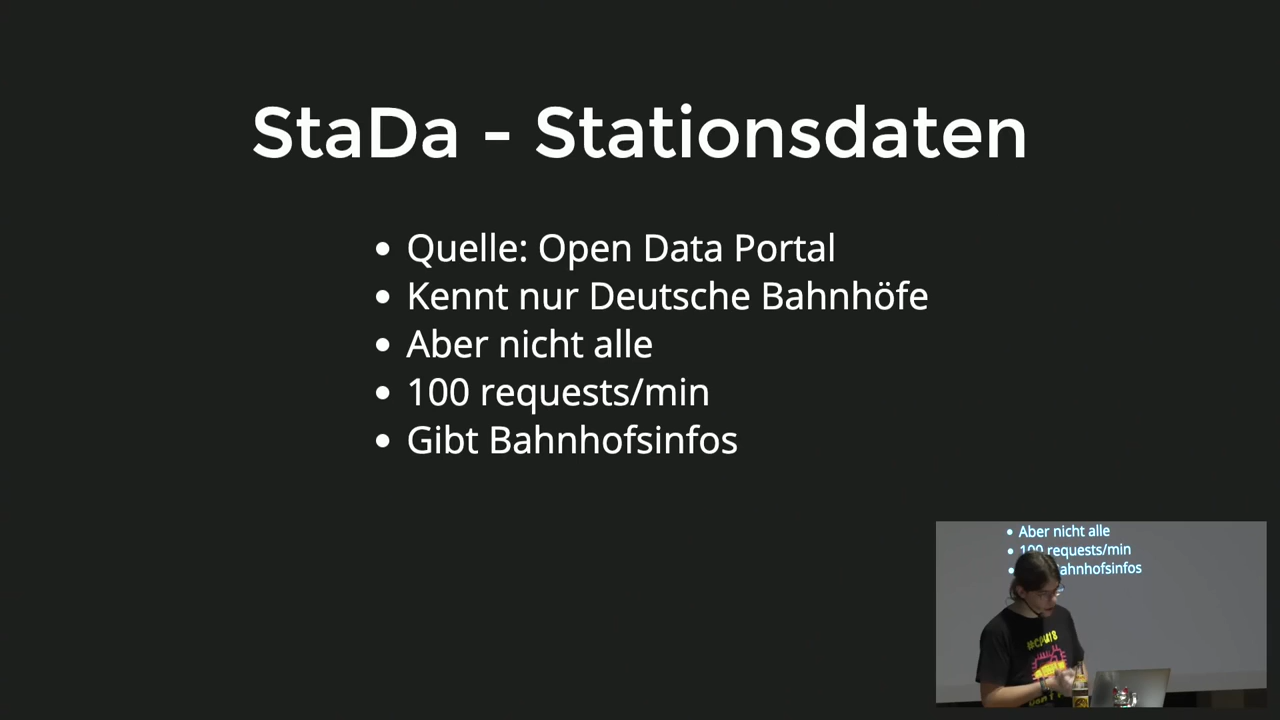 StaDa - Stationsdaten
Quelle: Open Data Portal
Kennt nur Deutsche Bahnhöfe
Aber nicht alle
100 requests/min
Gibt Bahnhofsinfos
Aber nicht alle
100 requests/min
Bahnhofsinfos
#cpu18